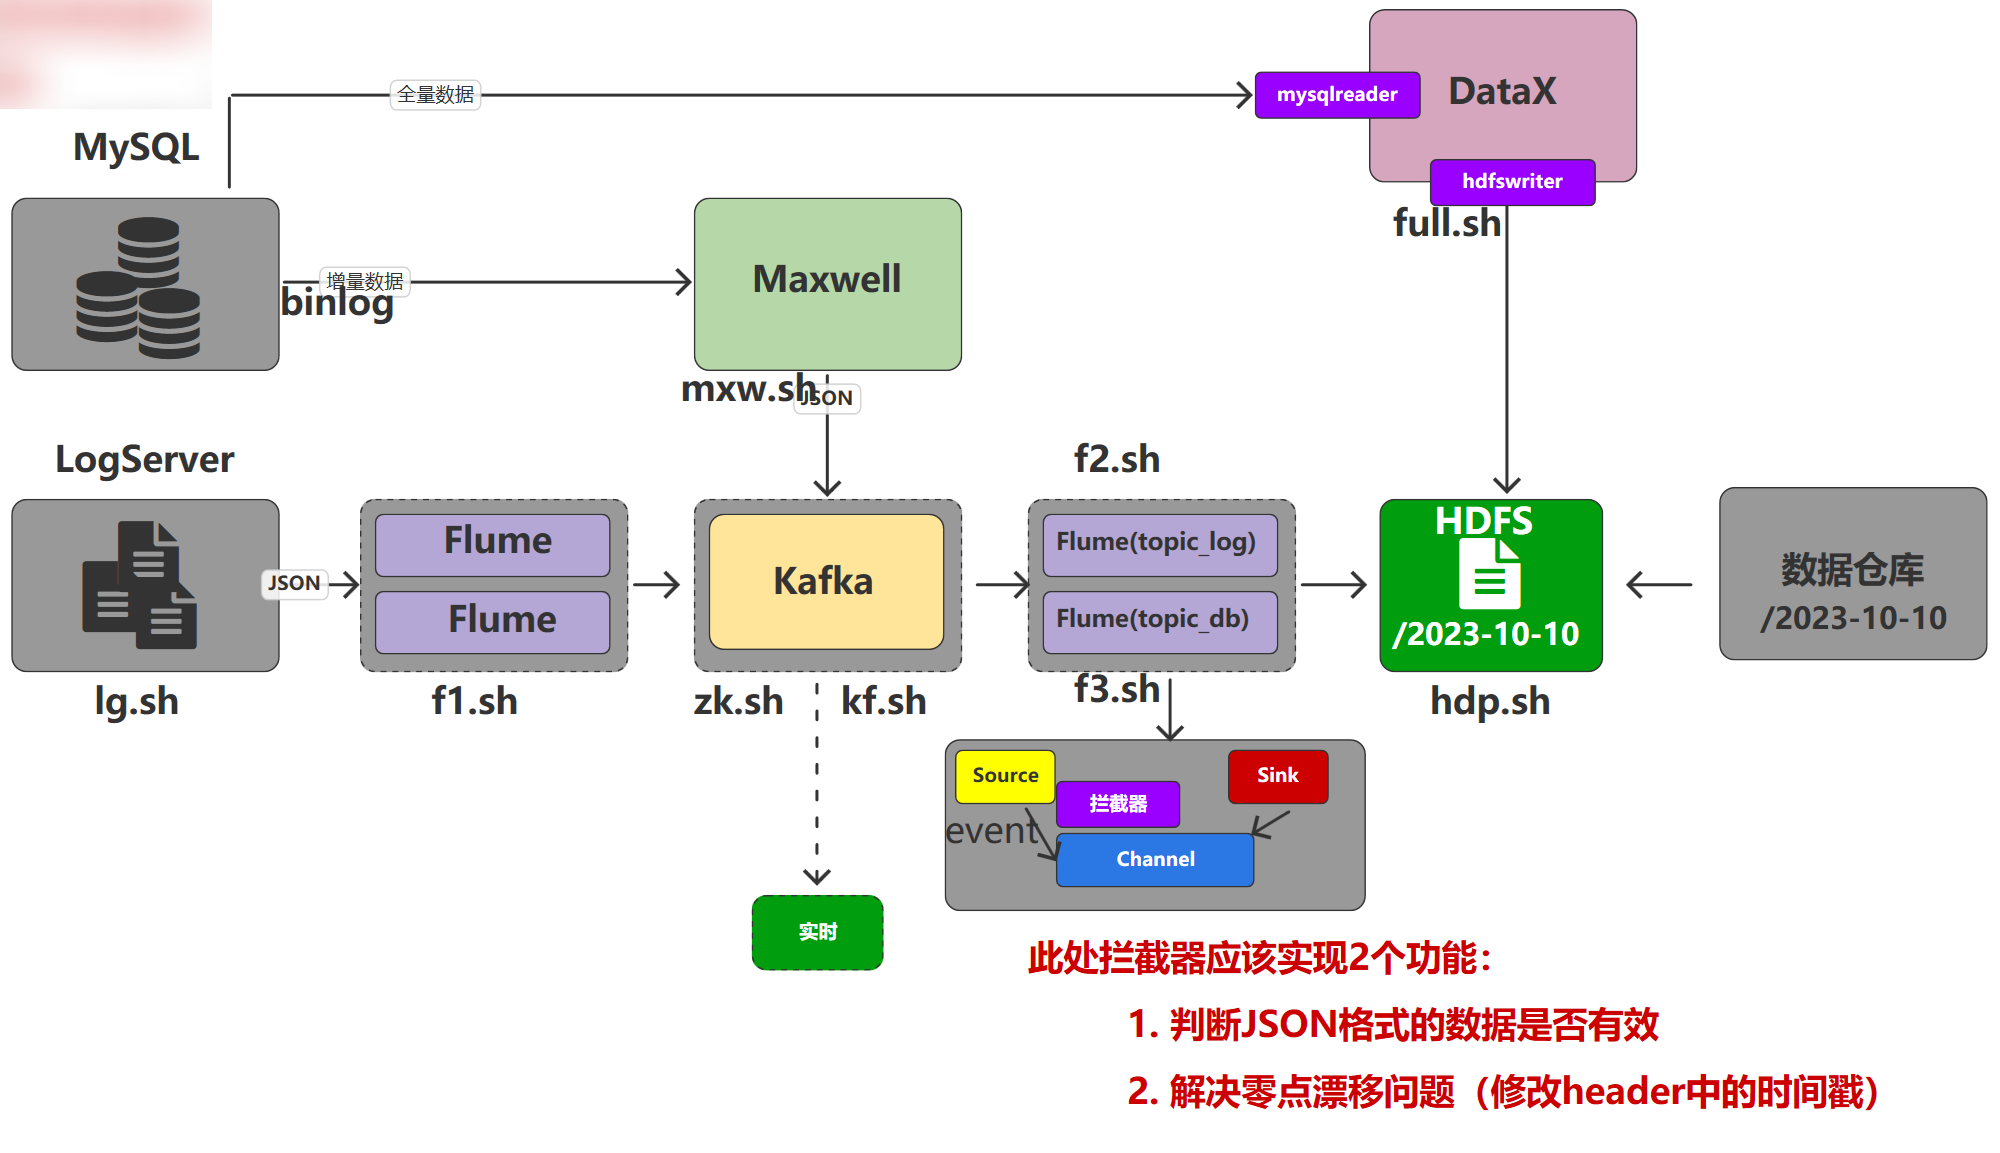 全量数据
mysqlreader
DataX
MySQL
hdfswriter
full.sh
增量数据
binlog
Maxwell
mxw.sh
JSON
LogServer
f2.sh
JSON
Flume
Flume
Kafka
Flume(topic_log)
Flume(topic_db)
HDFS
/2023-10-10
数据仓库
/2023-10-10
lg.sh
f1.sh
zk.sh
kf.sh
f3.sh
hdp.sh
Source
Sink
拦截器
event
Channel
实时
此处拦截器应该实现2个功能：
1. 判断JSON格式的数据是否有效
2. 解决零点漂移问题（修改header中的时间戳）